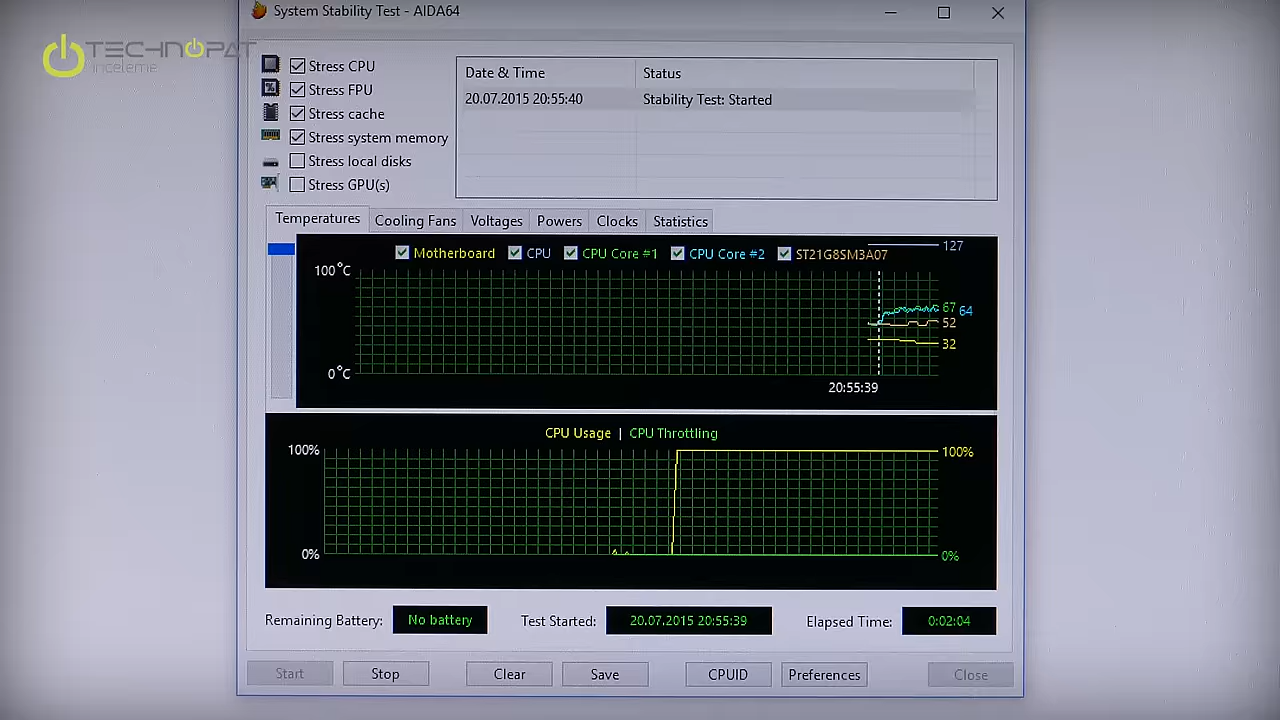 System Stability Test - AIDA64
TECHNOPAT
inceleme
Stress CPU
Stress FPU
Stress cache
Stress system memory
Stress local disks
Stress GPU(s)
Date & Time Status
20.07.2015 20:55:40 Stability Test: Started
Temperatures Cooling Fans Voltages Powers Clocks Statistics
Motherboard CPU CPU Core #1 CPU Core #2 ST21G8SM3A07
127
100°C
67 64
52
32
0°C
20:55:39
CPU Usage | CPU Throttling
100% 100%
0% 0%
Remaining Battery: No battery Test Started: 20.07.2015 20:55:39 Elapsed Time: 0:02:04
Start Stop Clear Save CPUID Preferences Close